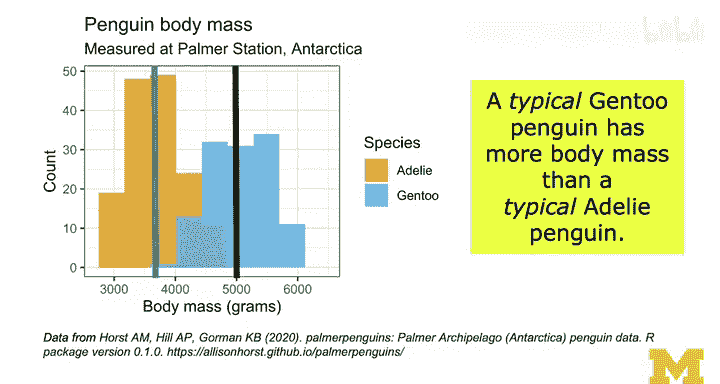 Penguin body mass
Measured at Palmer Station, Antarctica
50
40
30
20
10
0
Count
3000 4000 5000 6000
Body mass (grams)
Species
Adelie
Gentoo
A typical Gentoo
penguin has
more body mass
than a
typical Adelie
penguin.
Data from Horst AM, Hill AP, Gorman KB (2020). palmerpenguins: Palmer Archipelago (Antarctica) penguin data. R
package version 0.1.0. https://allisonhorst.github.io/palmerpenguins/
M